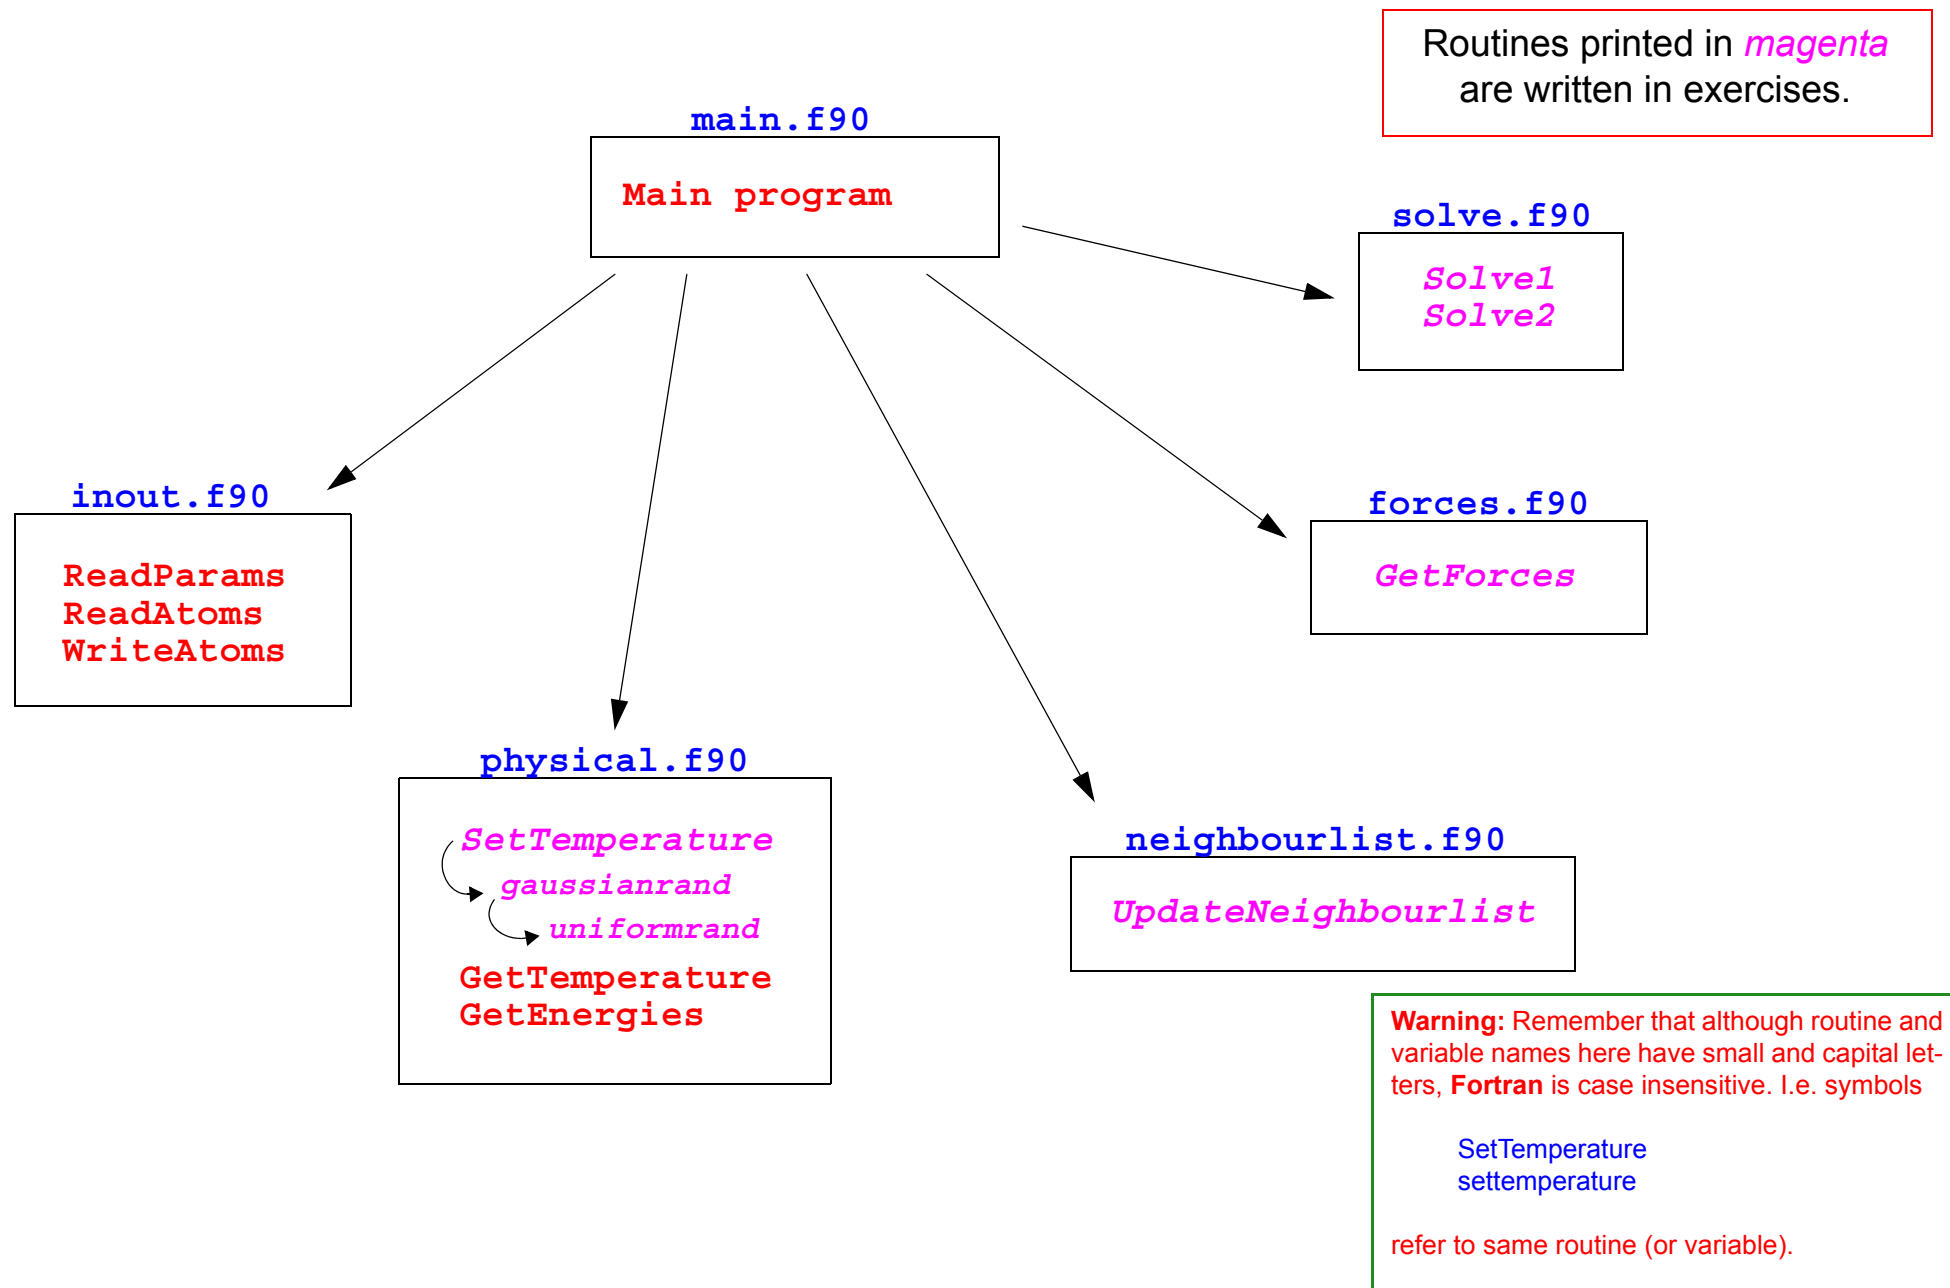 Routines printed in magenta
are written in exercises.
main.f90
Main program
solve.f90
Solve1
Solve2
inout.f90
ReadParams
ReadAtoms
WriteAtoms
forces.f90
GetForces
physical.f90
SetTemperature
gaussianrand
uniformrand
GetTemperature
GetEnergies
neighbourlist.f90
UpdateNeighbourlist
Warning: Remember that although routine and
variable names here have small and capital let-
ters, Fortran is case insensitive. I.e. symbols
SetTemperature
settemperature
refer to same routine (or variable).